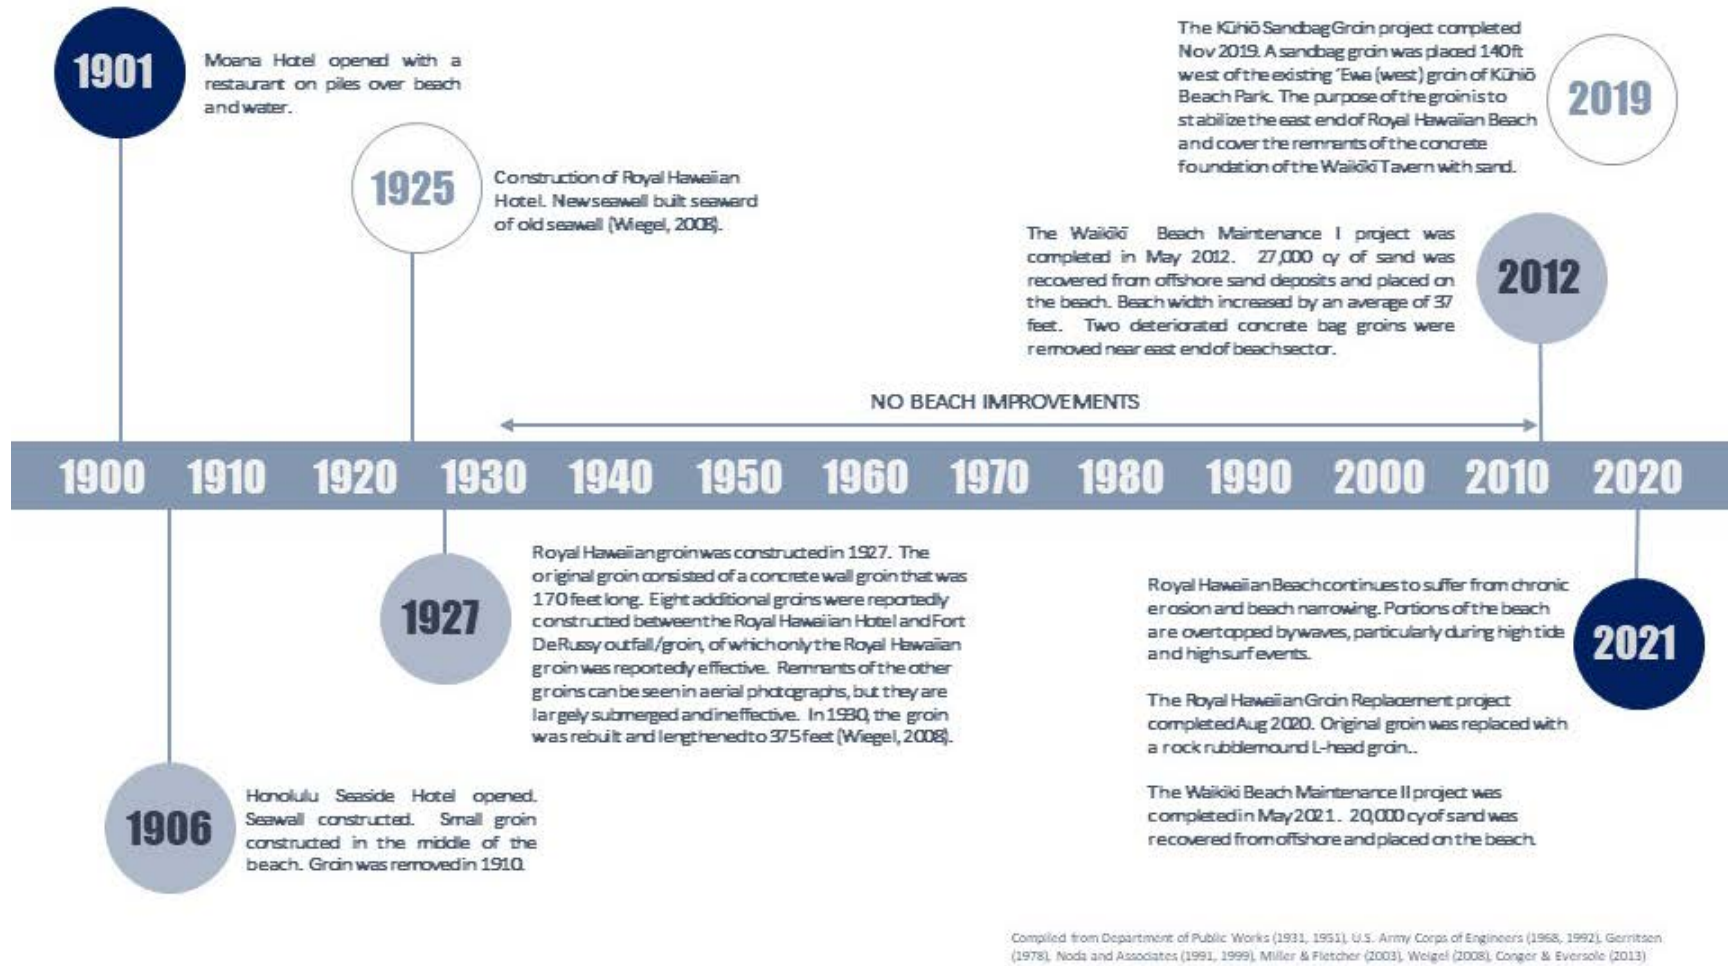 1901
Moana Hotel opened with a
restaurant on piles over beach
and water.
1925
Construction of Royal Hawaiian
Hotel. New seawall built seaward
of old seawall (Wiegel, 2008).
The Kūhiō Sandbag Groin project completed
Nov 2019. A sandbag groin was placed 140ft
west of the existing ‘Ewa (west) groin of Kūhiō
Beach Park. The purpose of the groin is to
stabilize the east end of Royal Hawaiian Beach
and cover the remnants of the concrete
foundation of the Waikīkī Tavern with sand.
2019
The Waikīkī Beach Maintenance I project was
completed in May 2012. 27,000 cy of sand was
recovered from offshore sand deposits and placed on
the beach. Beach width increased by an average of 37
feet. Two deteriorated concrete bag groins were
removed near east end of beach sector.
2012
NO BEACH IMPROVEMENTS
1900 1910 1920 1930 1940 1950 1960 1970 1980 1990 2000 2010 2020
1927
Royal Hawaiian groin was constructed in 1927. The
original groin consisted of a concrete wall groin that was
170 feet long. Eight additional groins were reportedly
constructed between the Royal Hawaiian Hotel and Fort
DeRussy outfall/groin, of which only the Royal Hawaiian
groin was reportedly effective. Remnants of the other
groins can be seen in aerial photographs, but they are
largely submerged and ineffective. In 1930, the groin
was rebuilt and lengthened to 375 feet (Wiegel, 2008).
1906
Honolulu Seaside Hotel opened.
Seawall constructed. Small groin
constructed in the middle of the
beach. Groin was removed in 1910.
Royal Hawaiian Beach continues to suffer from chronic
erosion and beach narrowing. Portions of the beach
are overtopped by waves, particularly during high tide
and high surf events.
2021
The Royal Hawaiian Groin Replacement project
completed Aug 2020. Original groin was replaced with
a rock rubblemound L-head groin..
The Waikiki Beach Maintenance II project was
completed in May 2021. 20,000 cy of sand was
recovered from offshore and placed on the beach.
Compiled from Department of Public Works (1931, 1951), U.S. Army Corps of Engineers (1968, 1992), Gerritsen
(1978), Noda and Associates (1991, 1999), Miller & Fletcher (2003), Weigel (2008), Conger & Eversole (2013)